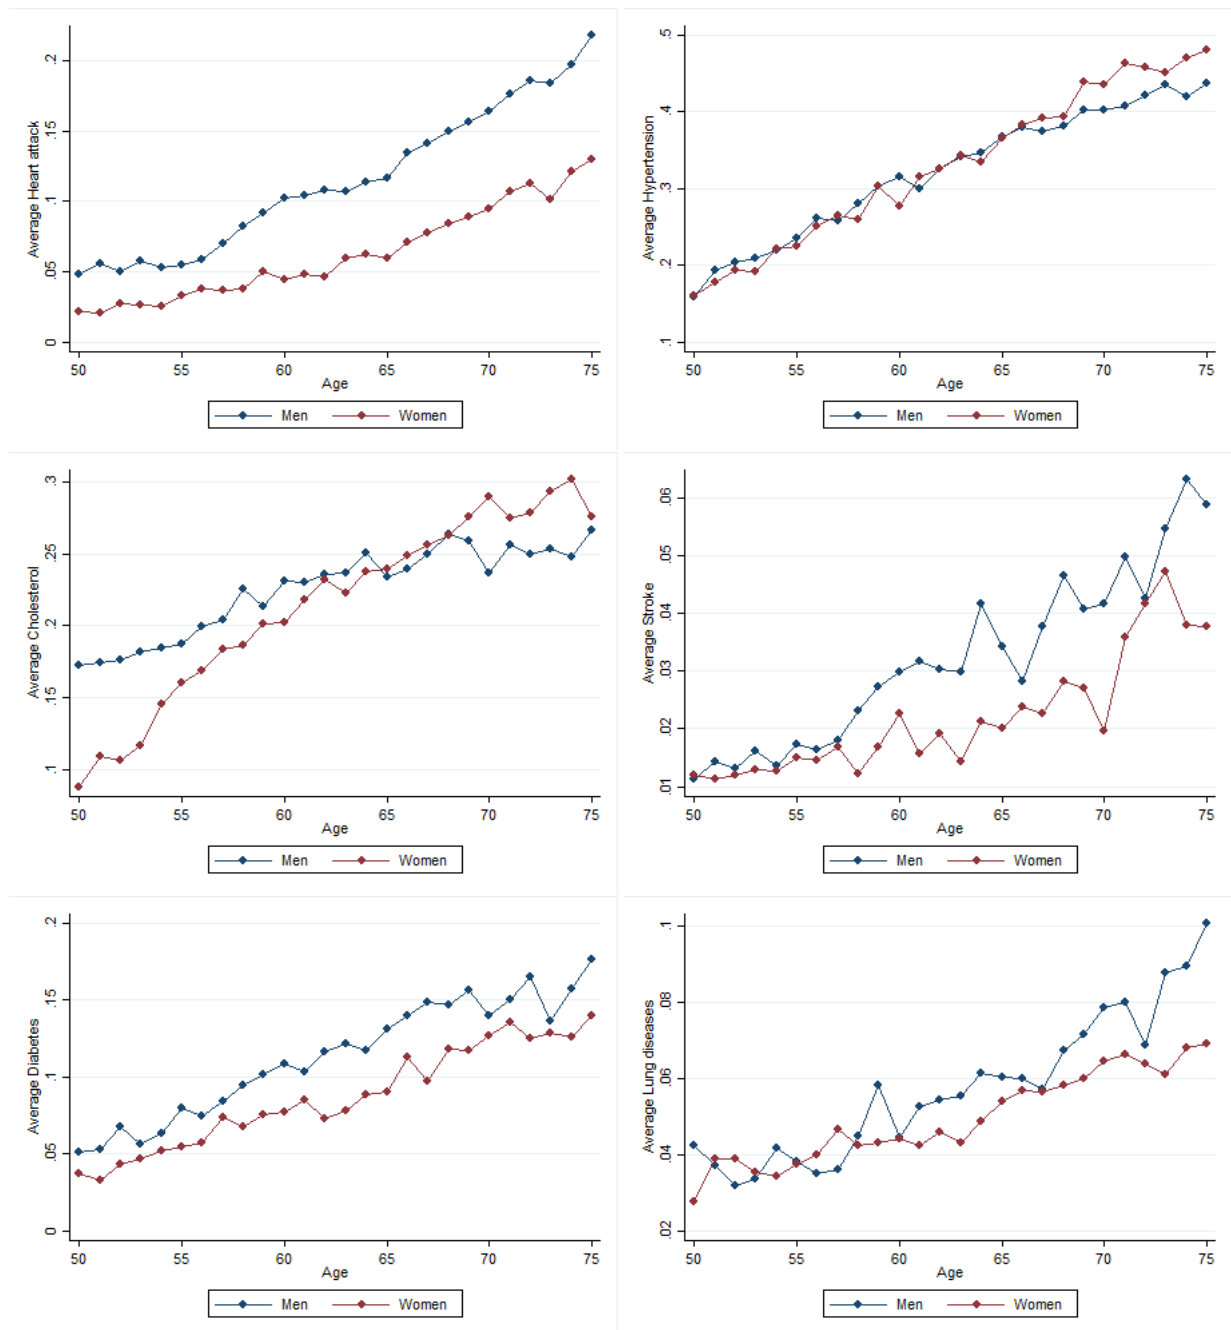 Average Heart attack
0 .05 .1 .15 .2
50 55 60 65 70 75
Age
Men Women
Average Hypertension
.1 .2 .3 .4 .5
50 55 60 65 70 75
Age
Men Women
Average Cholesterol
.1 .15 .2 .25 .3
50 55 60 65 70 75
Age
Men Women
Average Stroke
.01 .02 .03 .04 .05 .06
50 55 60 65 70 75
Age
Men Women
Average Diabetes
0 .05 .1 .15 .2
50 55 60 65 70 75
Age
Men Women
Average Lung diseases
.02 .04 .06 .08 .1
50 55 60 65 70 75
Age
Men Women